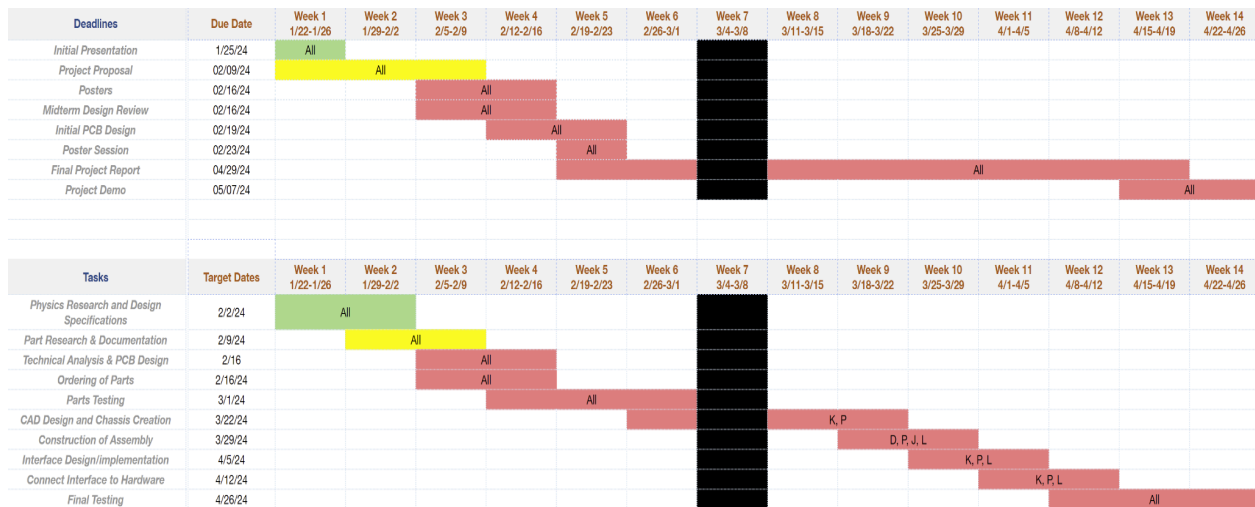 Deadlines Due Date Week 1 Week 2 Week 3 Week 4 Week 5 Week 6 Week 7 Week 8 Week 9 Week 10 Week 11 Week 12 Week 13 Week 14
1/22-1/26 1/29-2/2 2/5-2/9 2/12-2/16 2/19-2/23 2/26-3/1 3/4-3/8 3/11-3/15 3/18-3/22 3/25-3/29 4/1-4/5 4/8-4/12 4/15-4/19 4/22-4/26
Initial Presentation 1/25/24 All
Project Proposal 02/09/24 All
Posters 02/16/24 All
Midterm Design Review 02/16/24 All
Initial PCB Design 02/19/24 All
Poster Session 02/23/24 All
Final Project Report 04/29/24 All
Project Demo 05/07/24 All
Tasks Target Dates Week 1 Week 2 Week 3 Week 4 Week 5 Week 6 Week 7 Week 8 Week 9 Week 10 Week 11 Week 12 Week 13 Week 14
1/22-1/26 1/29-2/2 2/5-2/9 2/12-2/16 2/19-2/23 2/26-3/1 3/4-3/8 3/11-3/15 3/18-3/22 3/25-3/29 4/1-4/5 4/8-4/12 4/15-4/19 4/22-4/26
Physics Research and Design
Specifications 2/2/24 All
Part Research & Documentation 2/9/24 All
Technical Analysis & PCB Design 2/16 All
Ordering of Parts 2/16/24 All
Parts Testing 3/1/24 All
CAD Design and Chassis Creation 3/22/24 K, P
Construction of Assembly 3/29/24 D, P, J, L
Interface Design/implementation 4/5/24 K, P, L
Connect Interface to Hardware 4/12/24 K, P, L
Final Testing 4/26/24 All